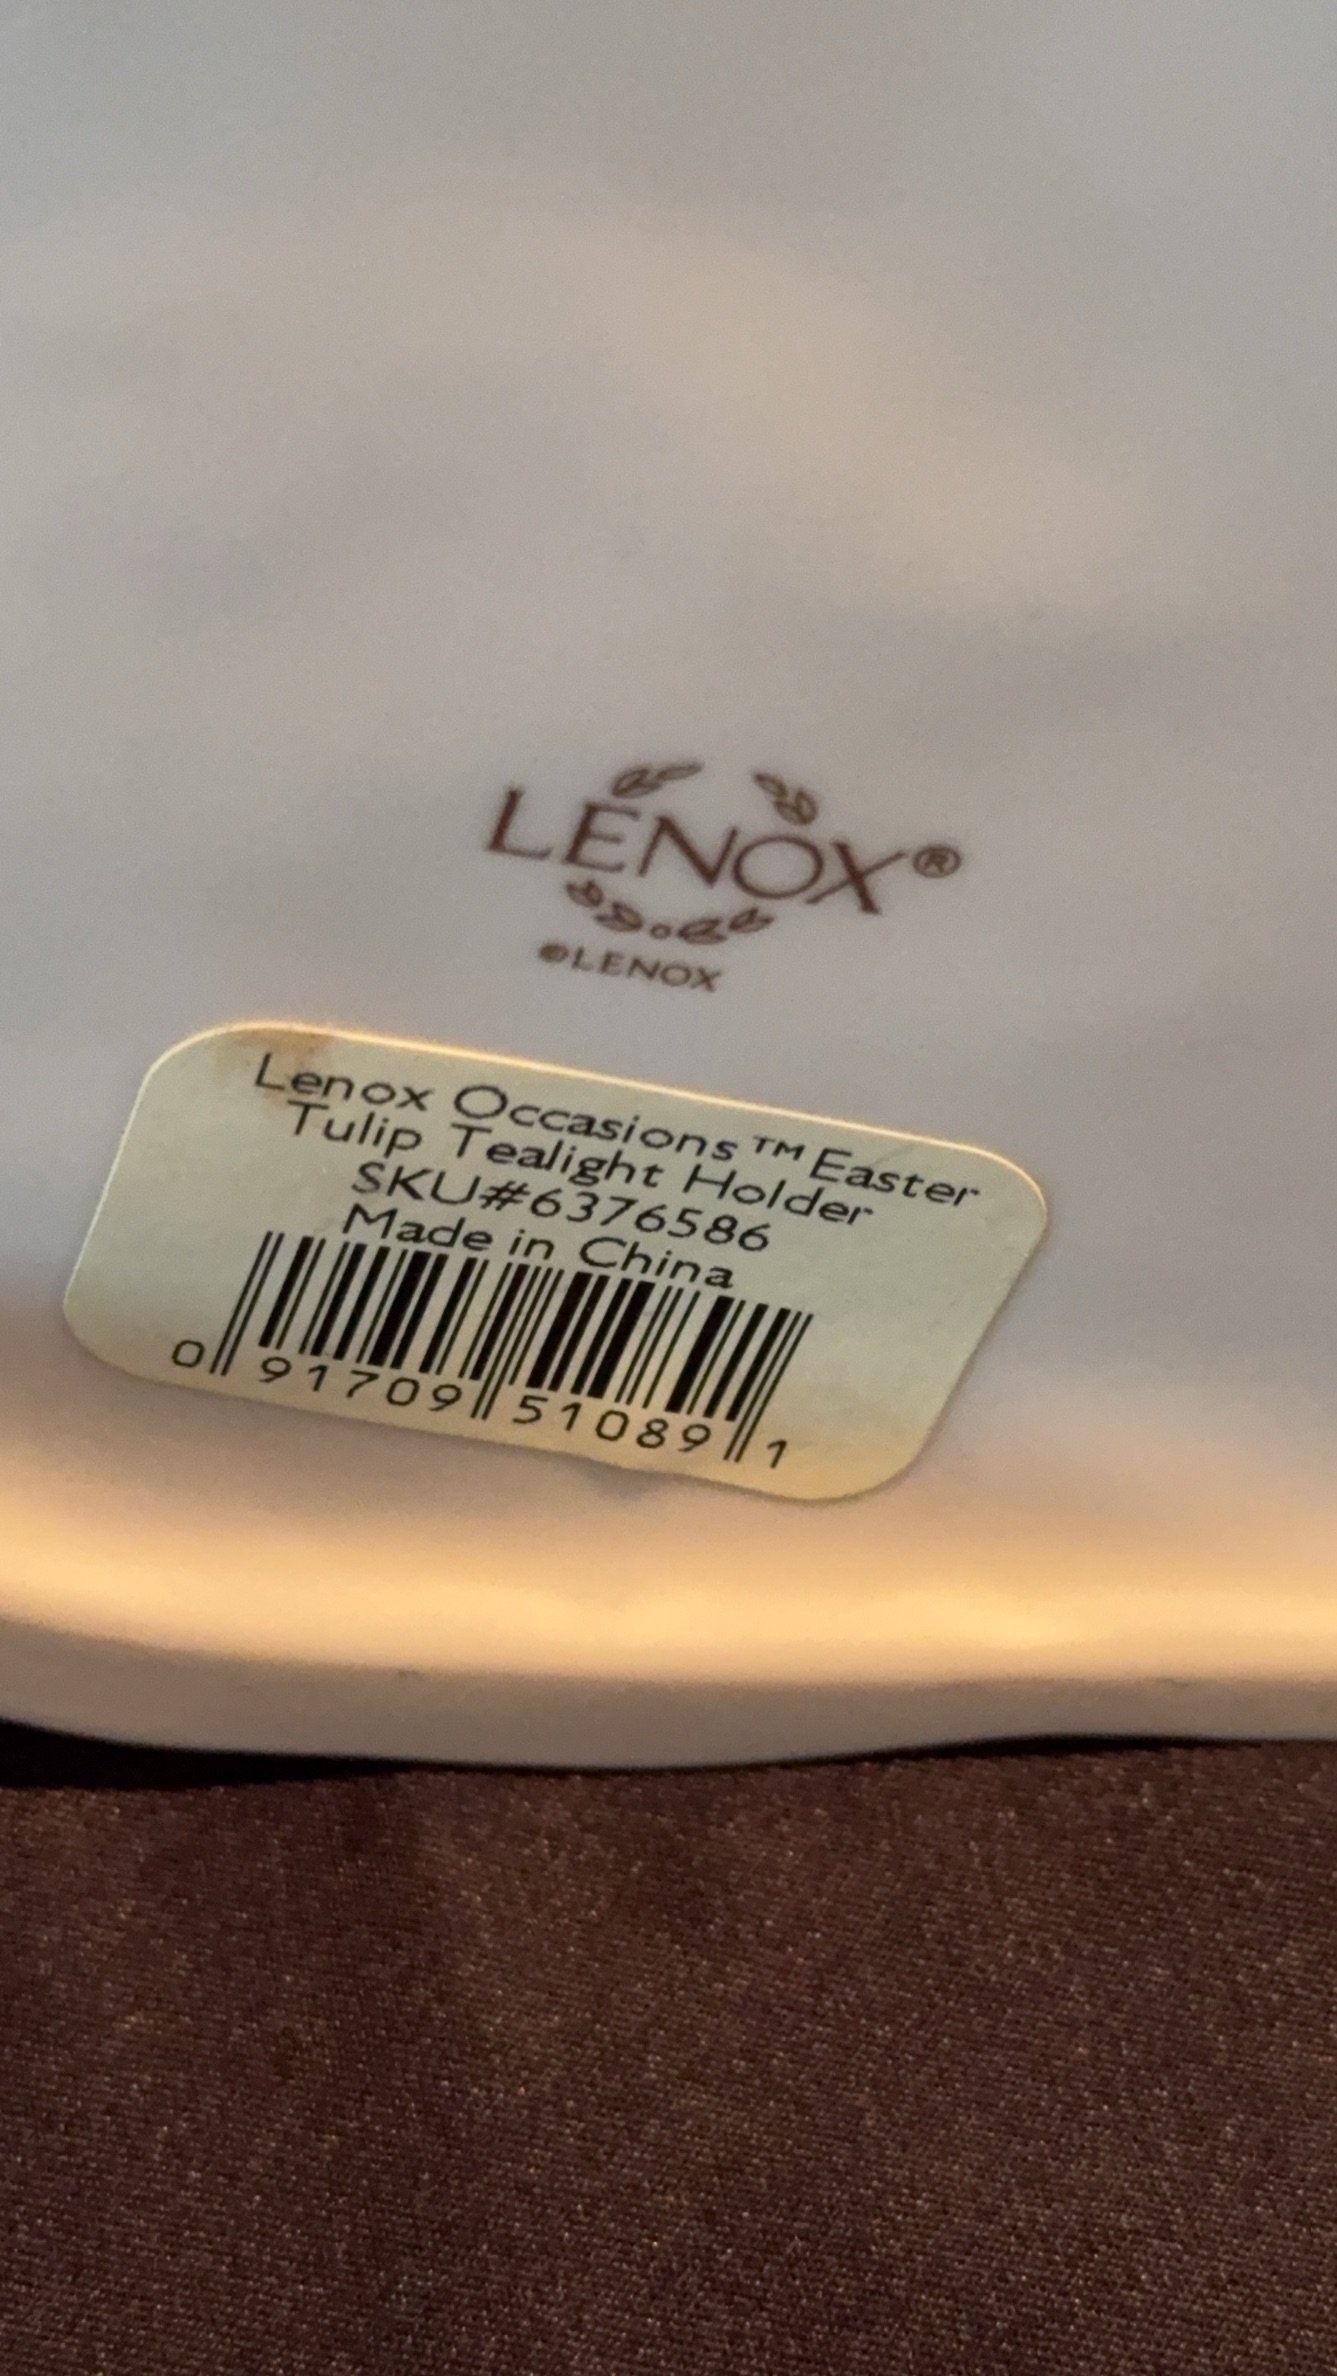 LENOX®
©LENOX
Lenox Occasions™ Easter
Tulip Tealight Holder
SKU#6376586
Made in China
0 91709 51089 1